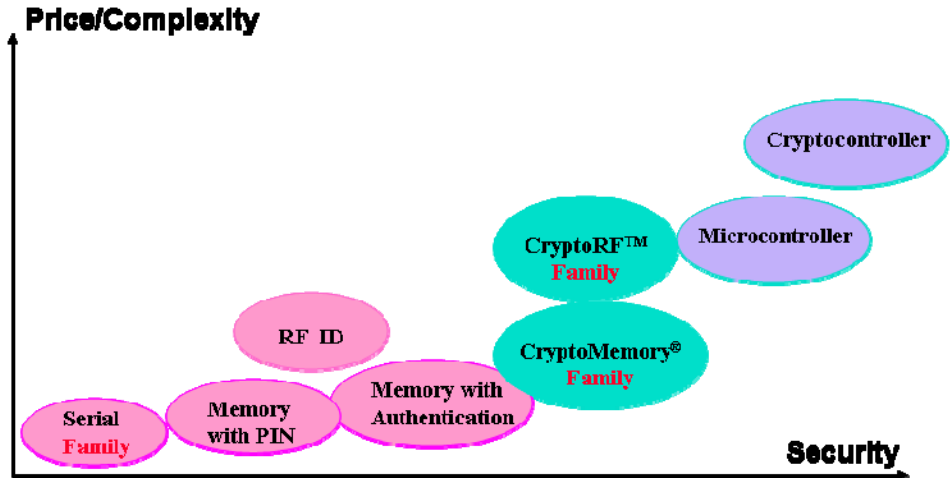 Price/Complexity
Cryptocontroller
CryptoRF™
Family
Microcontroller
RF ID
CryptoMemory®
Family
Serial
Family
Memory
with PIN
Memory with
Authentication
Security